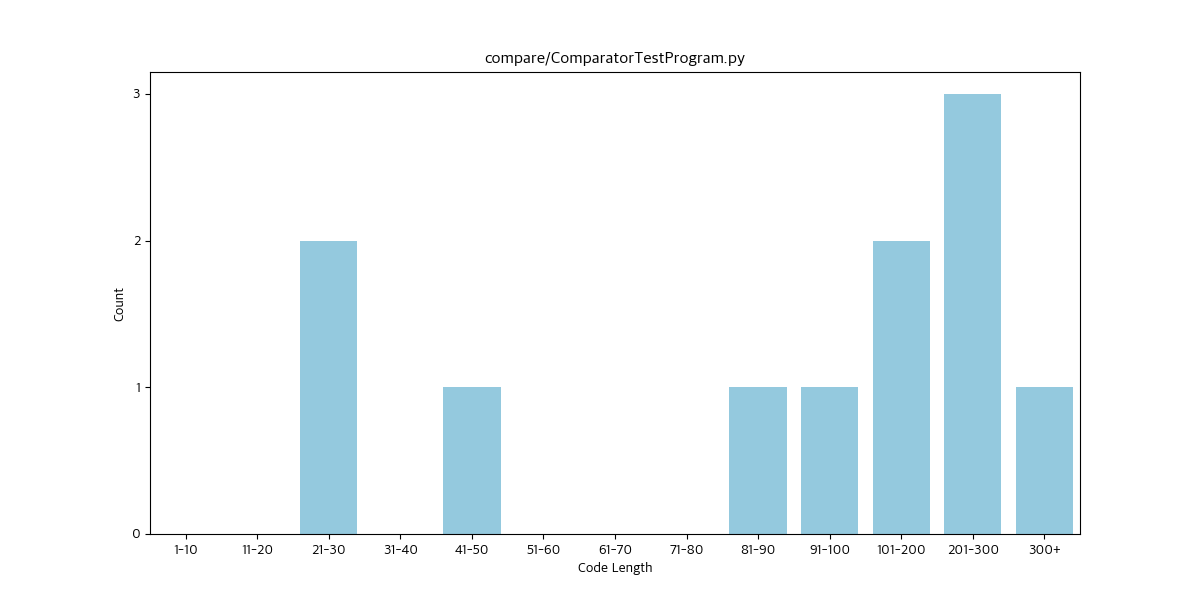 compare/ComparatorTestProgram.py
3
2
1
0
Count
1-10 11-20 21-30 31-40 41-50 51-60 61-70 71-80 81-90 91-100 101-200 201-300 300+
Code Length